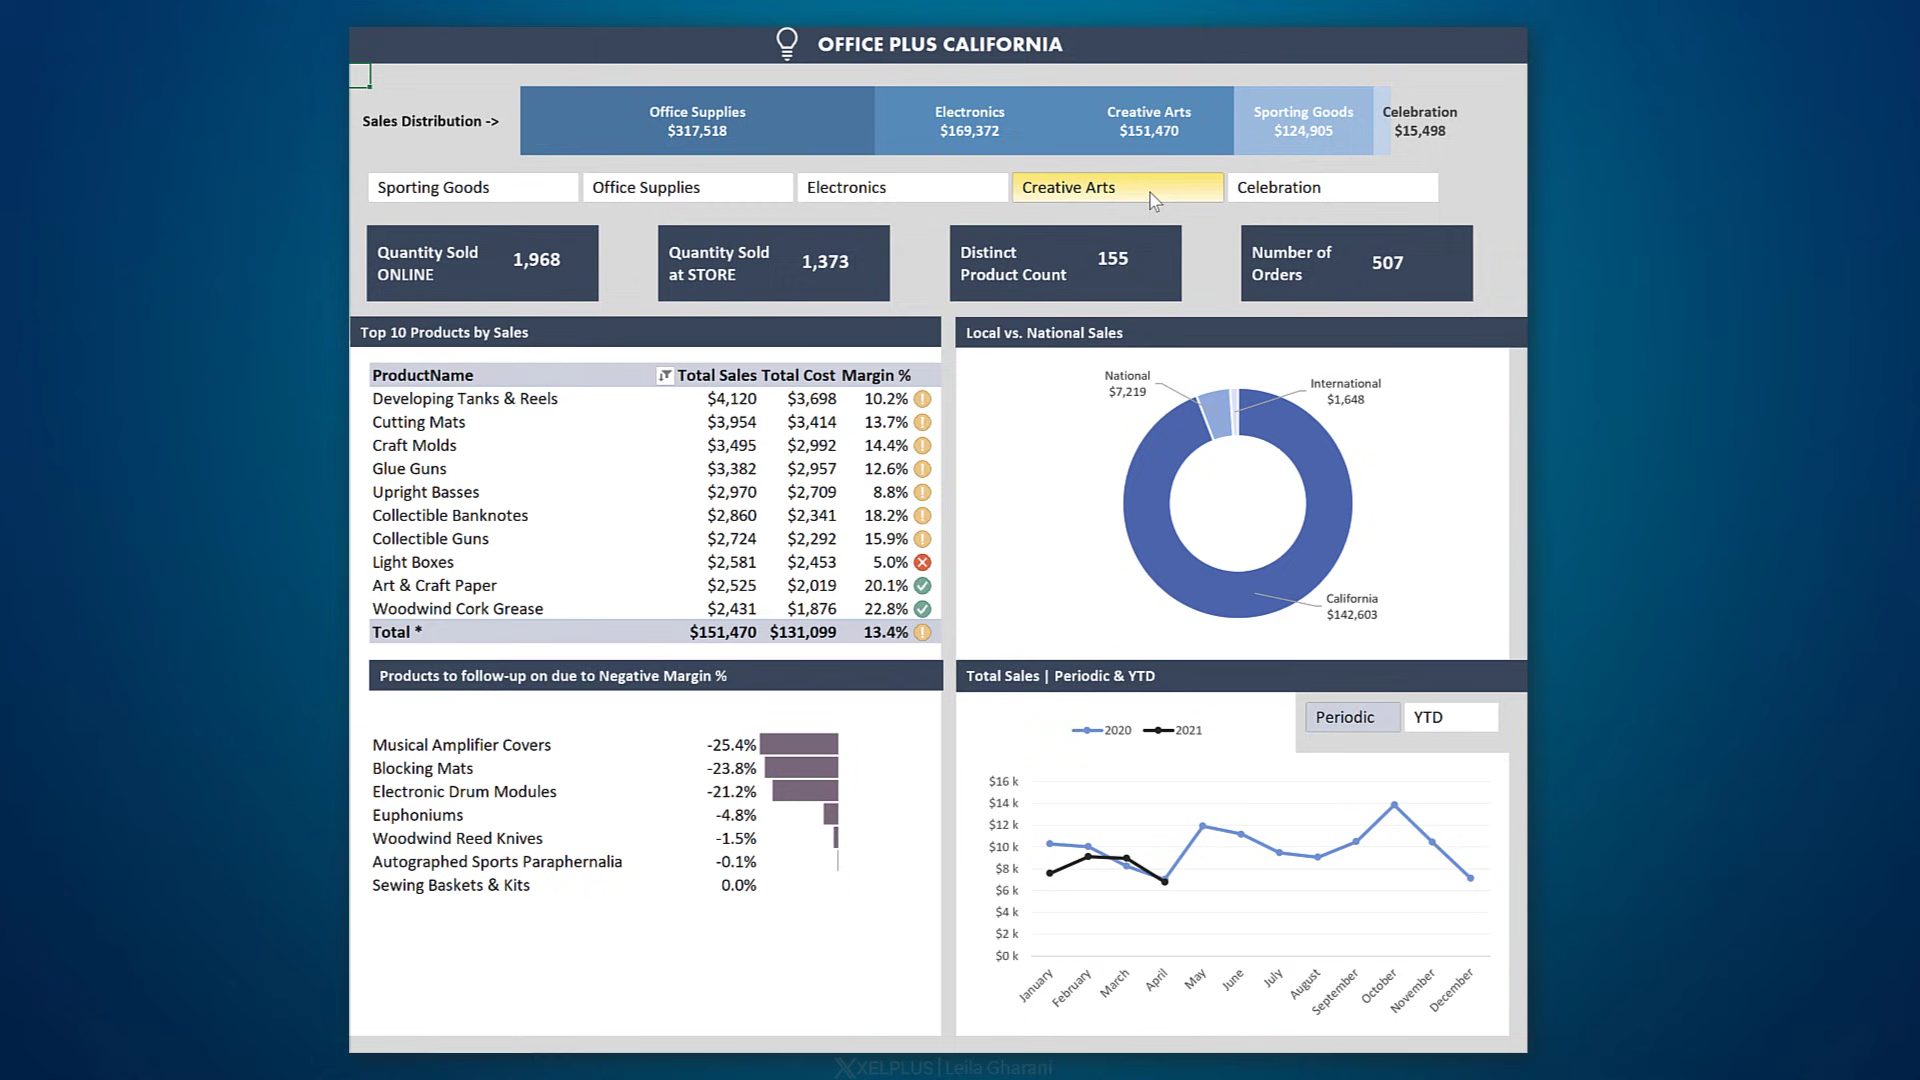 OFFICE PLUS CALIFORNIA
Sales Distribution ->
Office Supplies
$317,518
Electronics
$169,372
Creative Arts
$151,470
Sporting Goods
$124,905
Celebration
$15,498
Sporting Goods
Office Supplies
Electronics
Creative Arts
Celebration
Quantity Sold
ONLINE
1,968
Quantity Sold
at STORE
1,373
Distinct
Product Count
155
Number of
Orders
507
Top 10 Products by Sales
ProductName Total Sales Total Cost Margin %
Developing Tanks & Reels $4,120 $3,698 10.2%
Cutting Mats $3,954 $3,414 13.7%
Craft Molds $3,495 $2,992 14.4%
Glue Guns $3,382 $2,957 12.6%
Upright Basses $2,970 $2,709 8.8%
Collectible Banknotes $2,860 $2,341 18.2%
Collectible Guns $2,724 $2,292 15.9%
Light Boxes $2,581 $2,453 5.0%
Art & Craft Paper $2,525 $2,019 20.1%
Woodwind Cork Grease $2,431 $1,876 22.8%
Total * $151,470 $131,099 13.4%
Local vs. National Sales
National
$7,219
International
$1,648
California
$142,603
Products to follow-up on due to Negative Margin %
Musical Amplifier Covers -25.4%
Blocking Mats -23.8%
Electronic Drum Modules -21.2%
Euphoniums -4.8%
Woodwind Reed Knives -1.5%
Autographed Sports Paraphernalia -0.1%
Sewing Baskets & Kits 0.0%
Total Sales | Periodic & YTD
Periodic
YTD
2020 2021
$16 k
$14 k
$12 k
$10 k
$8 k
$6 k
$4 k
$2 k
$0 k
January
February
March
April
May
June
July
August
September
October
November
December
XELPLUS | Leila Gharani